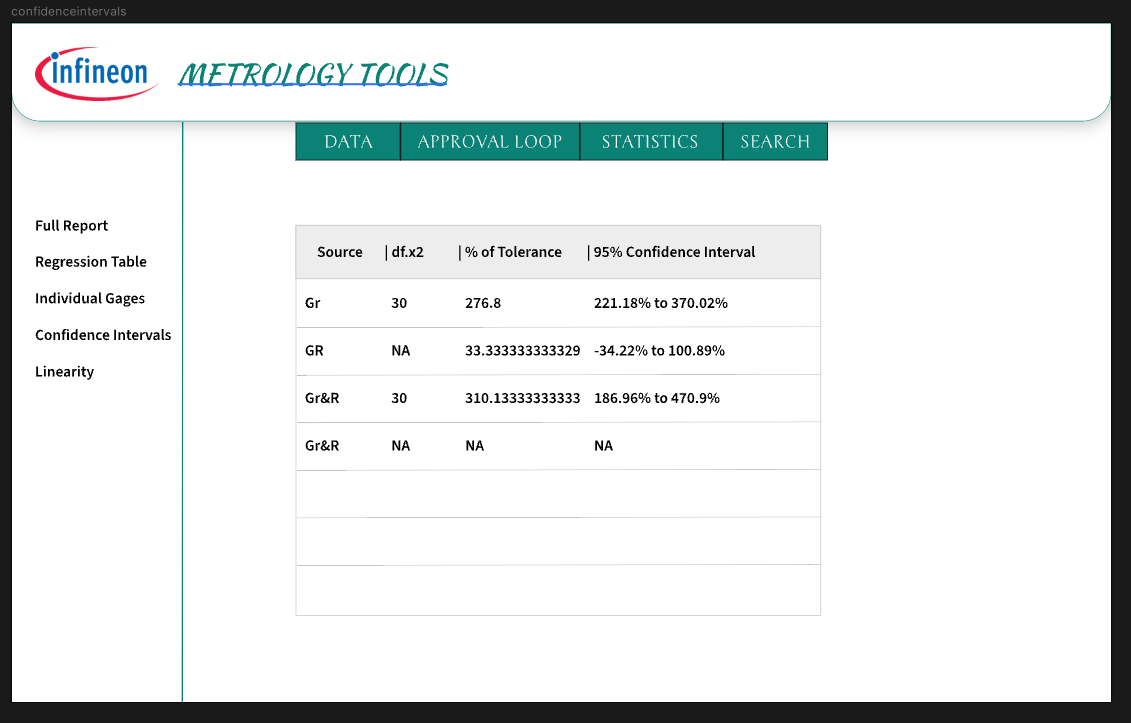 confidenceintervals
infineon
METROLOGY TOOLS
DATA APPROVAL LOOP STATISTICS SEARCH
Full Report
Regression Table
Individual Gages
Confidence Intervals
Linearity
Source | df.x2 | % of Tolerance | 95% Confidence Interval
Gr 30 276.8 221.18% to 370.02%
GR NA 33.333333333329 -34.22% to 100.89%
Gr&R 30 310.13333333333 186.96% to 470.9%
Gr&R NA NA NA